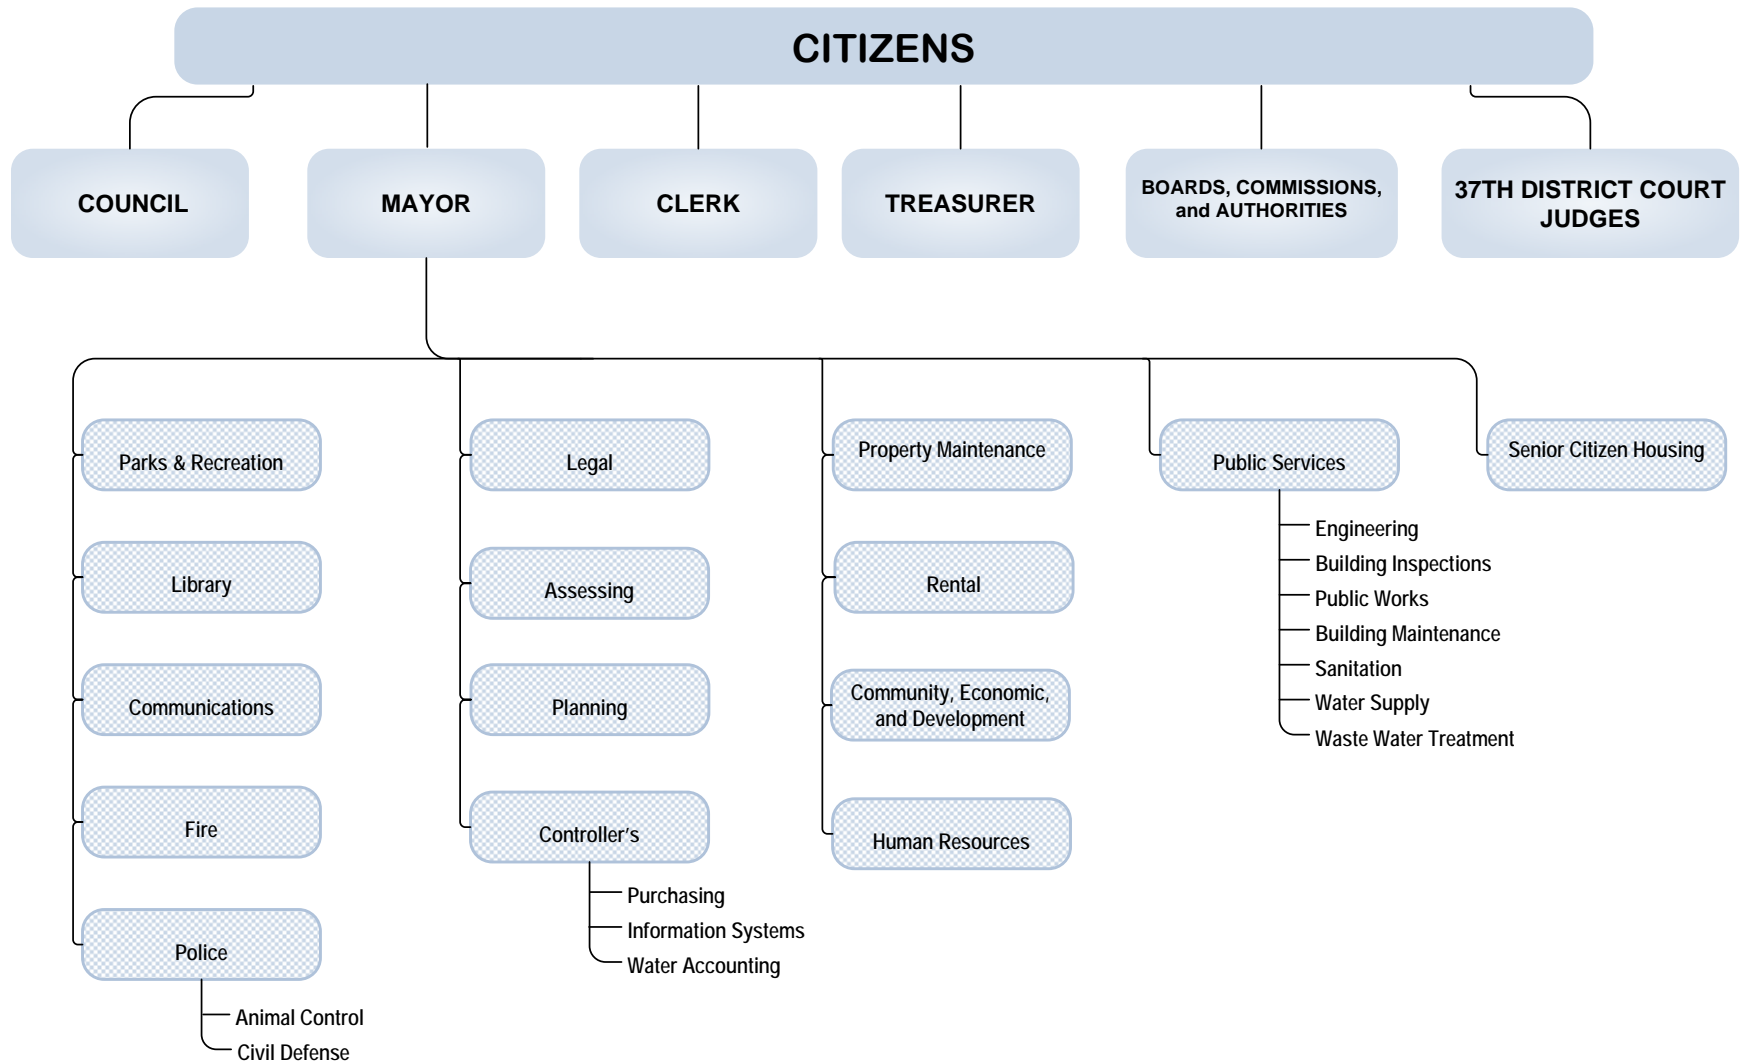 CITIZENS
COUNCIL
MAYOR
CLERK
TREASURER
BOARDS, COMMISSIONS,
and AUTHORITIES
37TH DISTRICT COURT
JUDGES
Parks & Recreation
Library
Communications
Fire
Police
Animal Control
Civil Defense
Legal
Assessing
Planning
Controller's
Purchasing
Information Systems
Water Accounting
Property Maintenance
Rental
Community, Economic,
and Development
Human Resources
Public Services
Engineering
Building Inspections
Public Works
Building Maintenance
Sanitation
Water Supply
Waste Water Treatment
Senior Citizen Housing